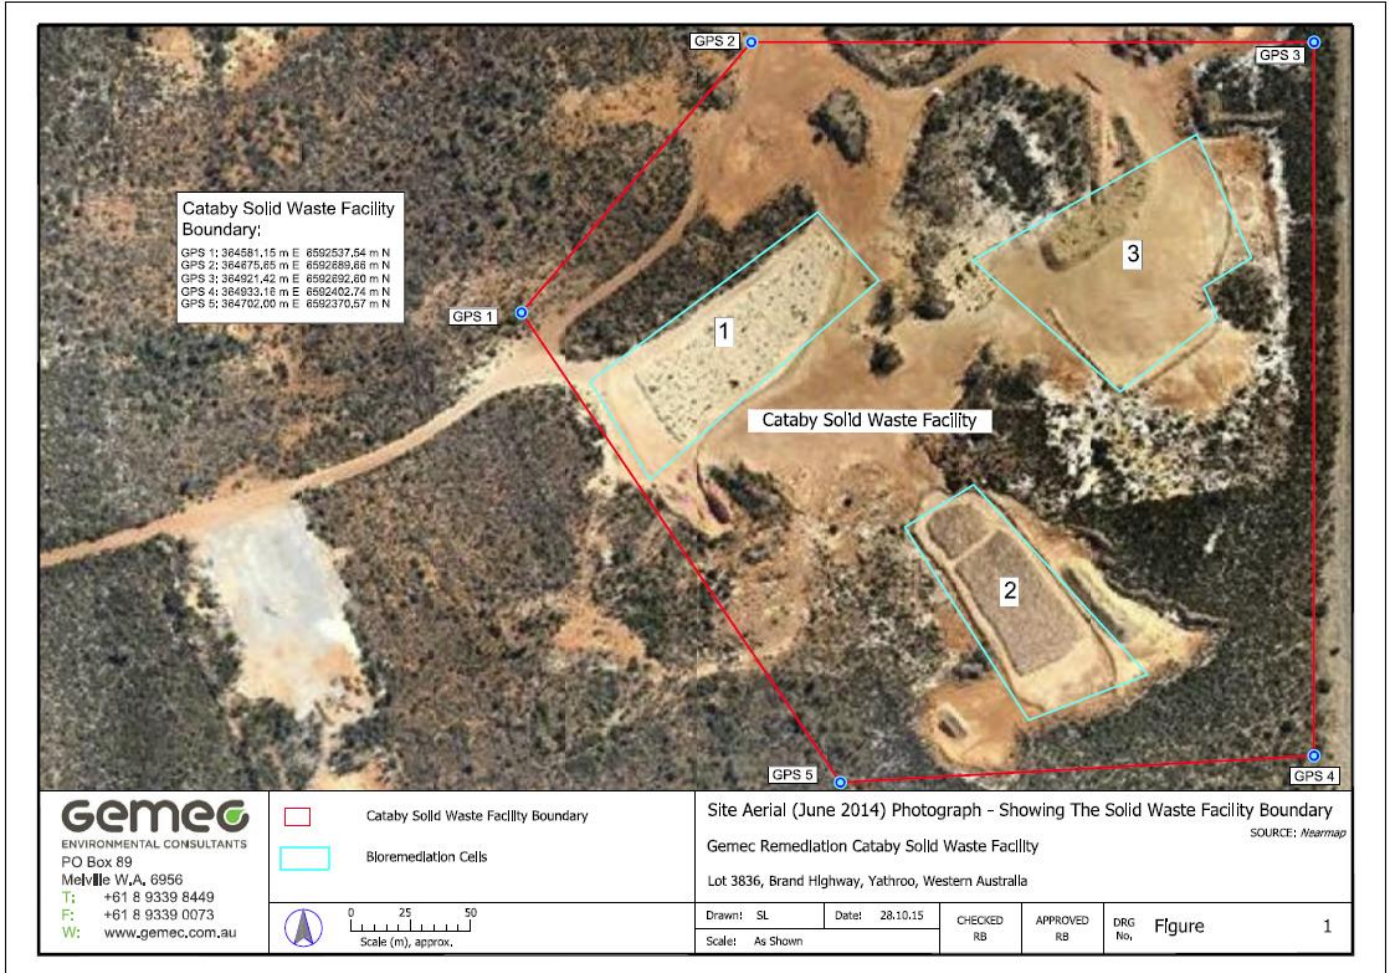 GPS 2
GPS 3
Cataby Solid Waste Facility
Boundary:
GPS 1: 364581.15 m E 6592537.54 m N
GPS 2: 364675.65 m E 6592689.66 m N
GPS 3: 364921.42 m E 6592692.60 m N
GPS 4: 364933.16 m E 6592402.74 m N
GPS 5: 364702.00 m E 6592370.57 m N
3
GPS 1
1
Cataby Solid Waste Facility
2
GPS 5
GPS 4
Gemec
ENVIRONMENTAL CONSULTANTS
PO Box 89
Melville W.A. 6956
T: +61 8 9339 8449
F: +61 8 9339 0073
W: www.gemec.com.au
Cataby Solid Waste Facility Boundary
Bioremediation Cells
0 25 50
Scale (m), approx.
Site Aerial (June 2014) Photograph - Showing The Solid Waste Facility Boundary
SOURCE: Nearmap
Gemec Remediation Cataby Solid Waste Facility
Lot 3836, Brand Highway, Yathroo, Western Australia
Drawn: SL
Date: 28.10.15
Scale: As Shown
CHECKED
RB
APPROVED
RB
DRG
No.
Figure 1